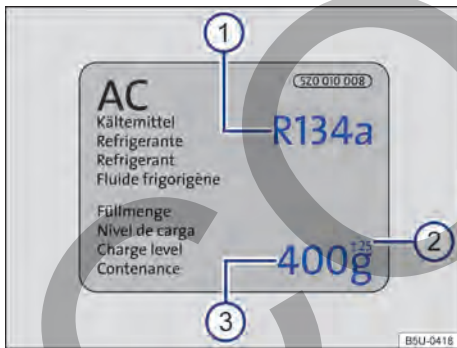 1
AC
5Z0 010 008
Kältemittel
Refrigerante
Refrigerant
Fluide frigorigène
R134a
Füllmenge
Nivel de carga
Charge level
Contenance
400g
±25
2
3
B5U-0418